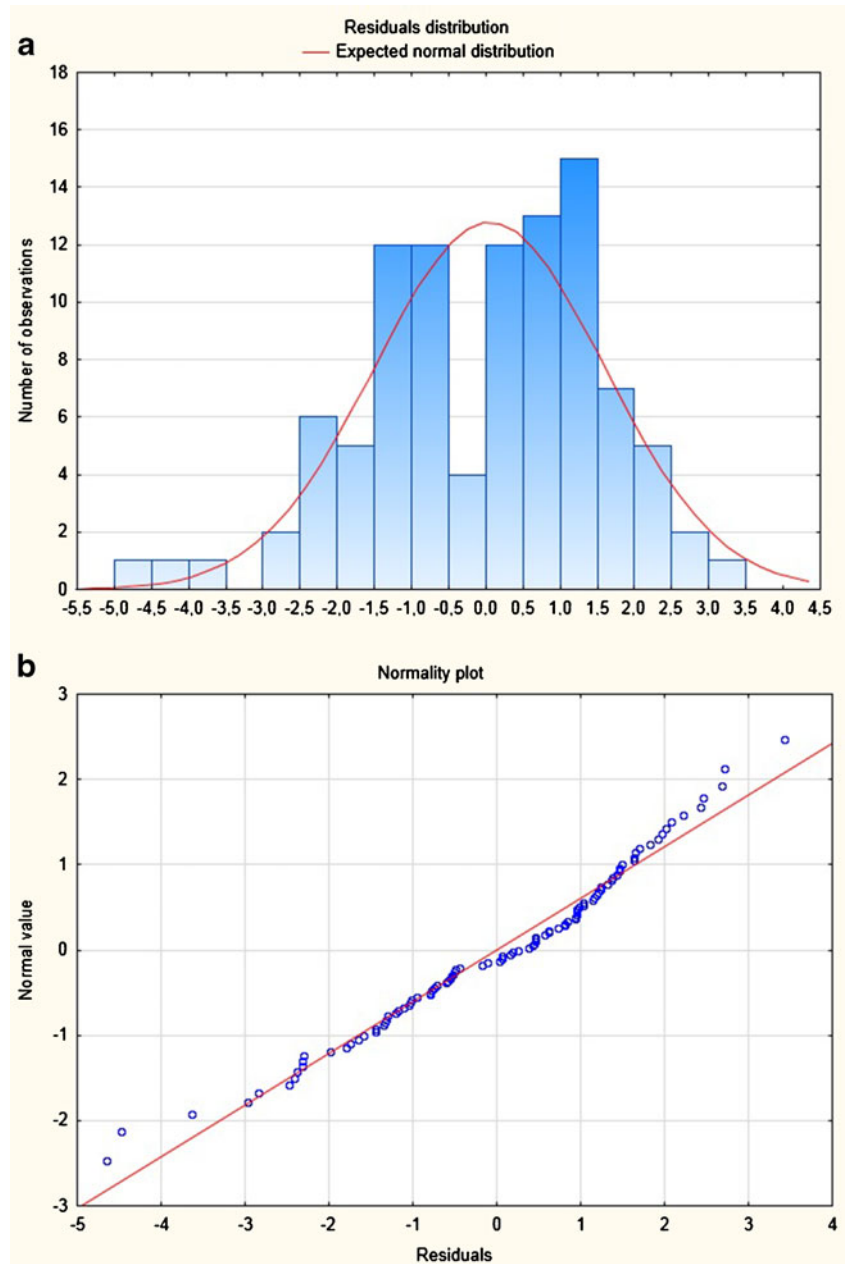 a
Residuals distribution
Expected normal distribution
18
16
14
12
10
8
6
4
2
0
Number of observations
-5,5 -5,0 -4,5 -4,0 -3,5 -3,0 -2,5 -2,0 -1,5 -1,0 -0,5 0,0 0,5 1,0 1,5 2,0 2,5 3,0 3,5 4,0 4,5
b
Normality plot
3
2
1
0
-1
-2
-3
Normal value
-5 -4 -3 -2 -1 0 1 2 3 4
Residuals